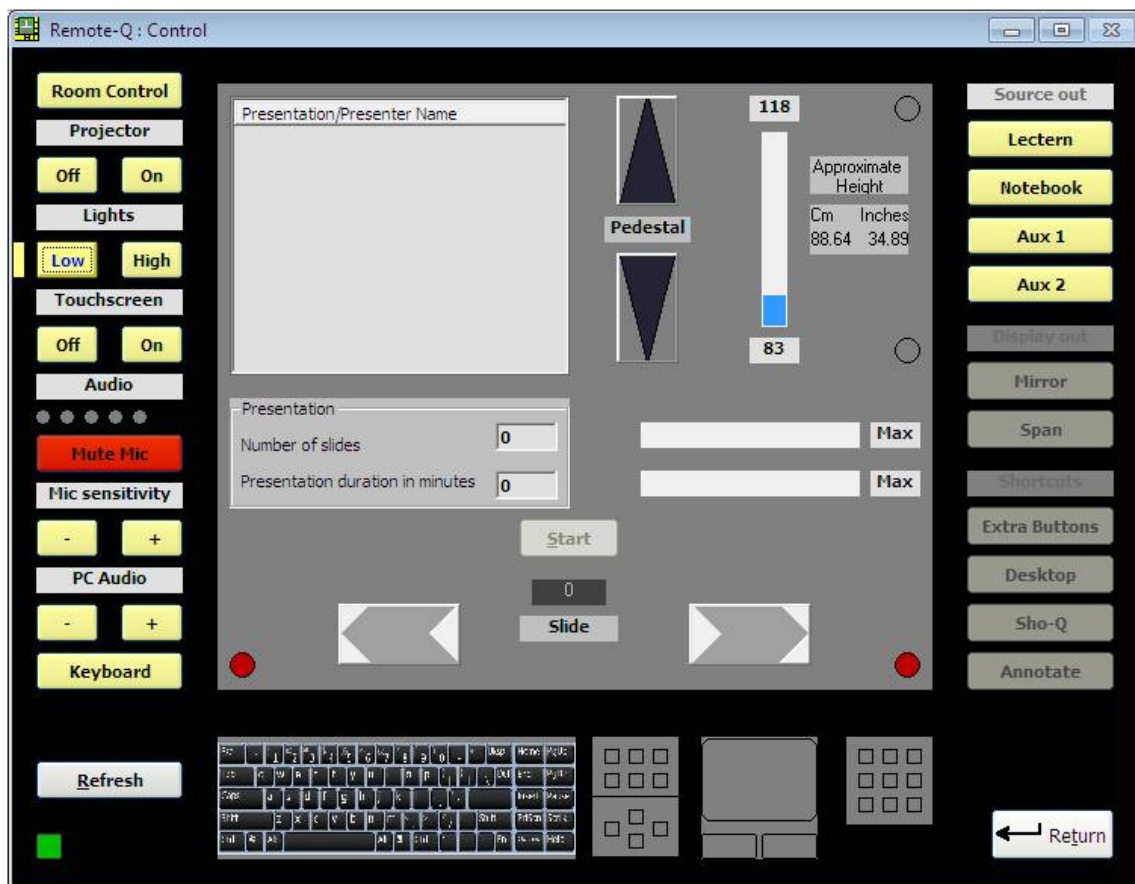 Remote-Q : Control
Room Control
Projector
Off On
Lights
Low High
Touchscreen
Off On
Audio
Mute Mic
Mic sensitivity
- +
PC Audio
- +
Keyboard
Refresh
Presentation/Presenter Name
Pedestal
118
83
Approximate
Height
Cm Inches
88.64 34.89
Presentation
Number of slides 0
Presentation duration in minutes 0
Max
Max
Start
0
Slide
Source out
Lectern
Notebook
Aux 1
Aux 2
Display out
Mirror
Span
Shortcuts
Extra Buttons
Desktop
Sho-Q
Annotate
Return